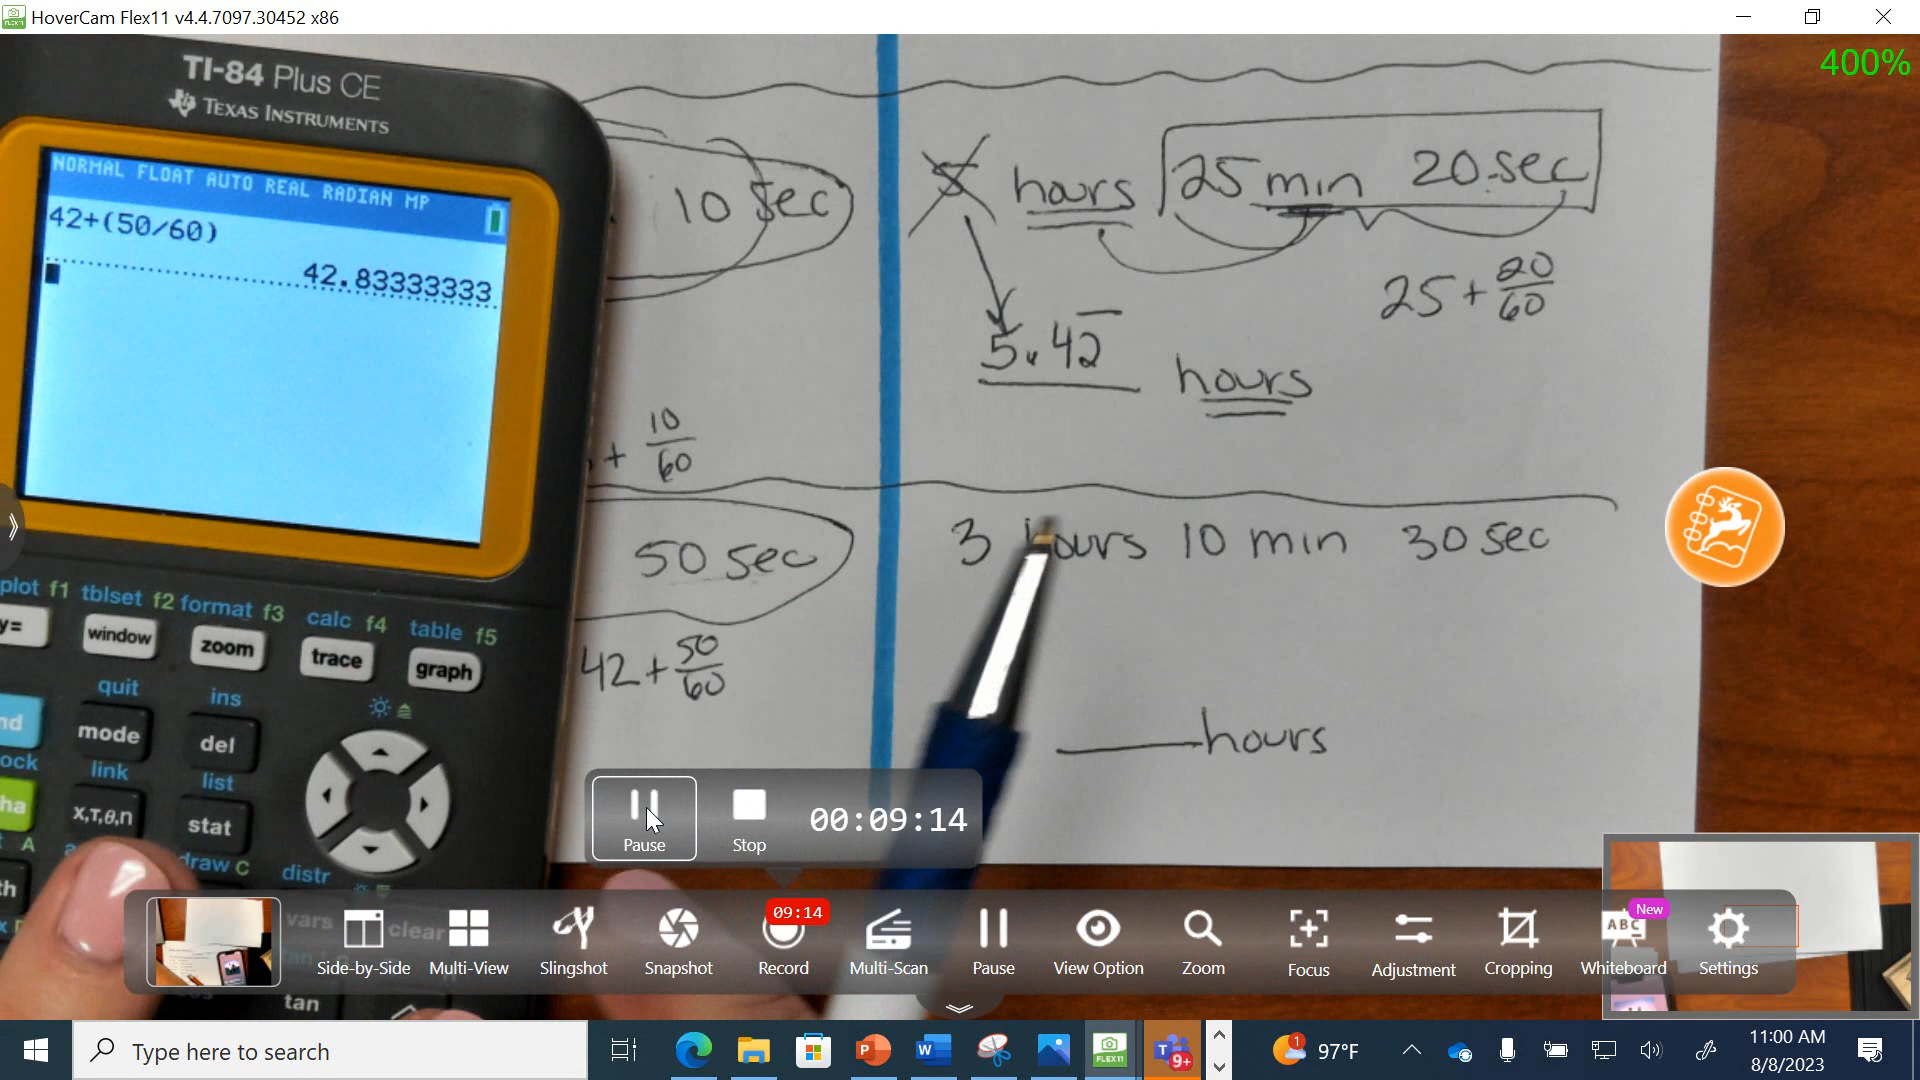 HoverCam Flex11 v4.4.7097.30452 x86
400%
TI-84 Plus CE
TEXAS INSTRUMENTS
NORMAL FLOAT AUTO REAL RADIAN MP
42+(50/60)
42.83333333
10 sec
5 hours 25 min 20 sec
25 + 20/60
5.42 hours
+ 10/60
50 sec
3 hours 10 min 30 sec
42 + 50/60
hours
plot f1 tblset f2 format f3 calc f4 table f5
y= window zoom trace graph
quit ins
mode del
link list
X,T,θ,n stat
A draw C distr
vars clear
tan
Pause
Stop
00:09:14
09:14
New
ABC
Side-by-Side Multi-View Slingshot Snapshot Record Multi-Scan Pause View Option Zoom Focus Adjustment Cropping Whiteboard Settings
Type here to search
FLEX11
9+
1
97°F
11:00 AM
8/8/2023